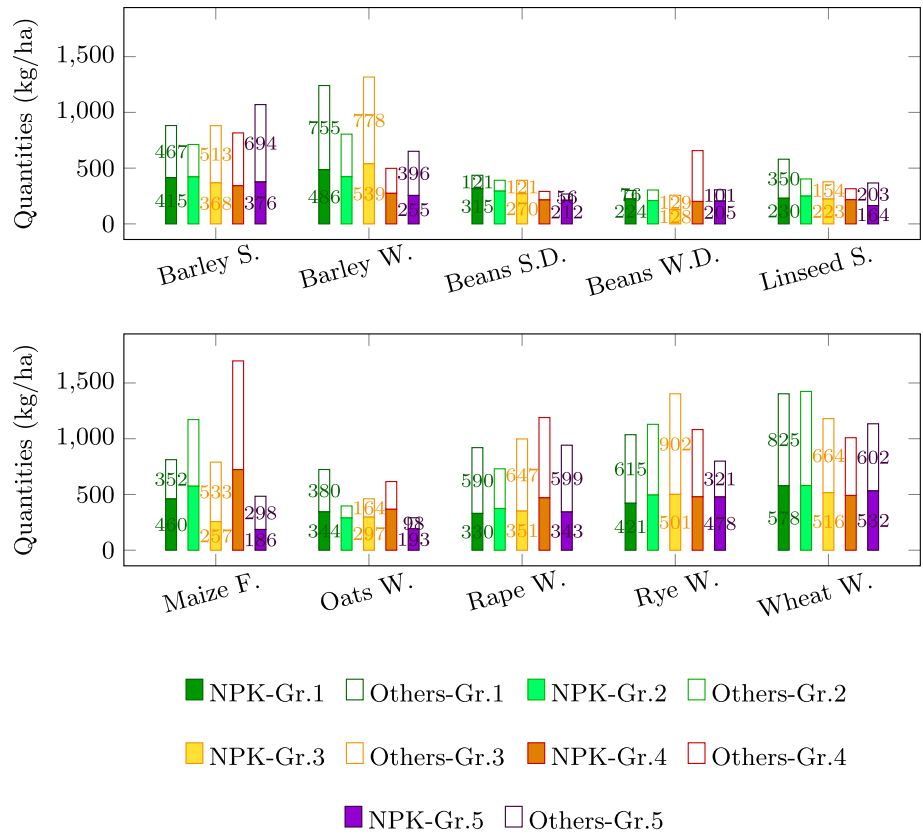 Quantities (kg/ha)
1,500
1,000
500
0
467 513 694
415 368 376
755 778 396
486 539 255
121 121 56
315 270 212
76 129 101
224 128 205
350 154 203
230 223 164
Barley S. Barley W. Beans S.D. Beans W.D. Linseed S.
Quantities (kg/ha)
1,500
1,000
500
0
352 533 298
460 257 186
380 164 98
344 297 193
590 647 599
330 351 343
615 902 321
421 501 478
825 664 602
578 516 532
Maize F. Oats W. Rape W. Rye W. Wheat W.
NPK-Gr.1 Others-Gr.1 NPK-Gr.2 Others-Gr.2
NPK-Gr.3 Others-Gr.3 NPK-Gr.4 Others-Gr.4
NPK-Gr.5 Others-Gr.5